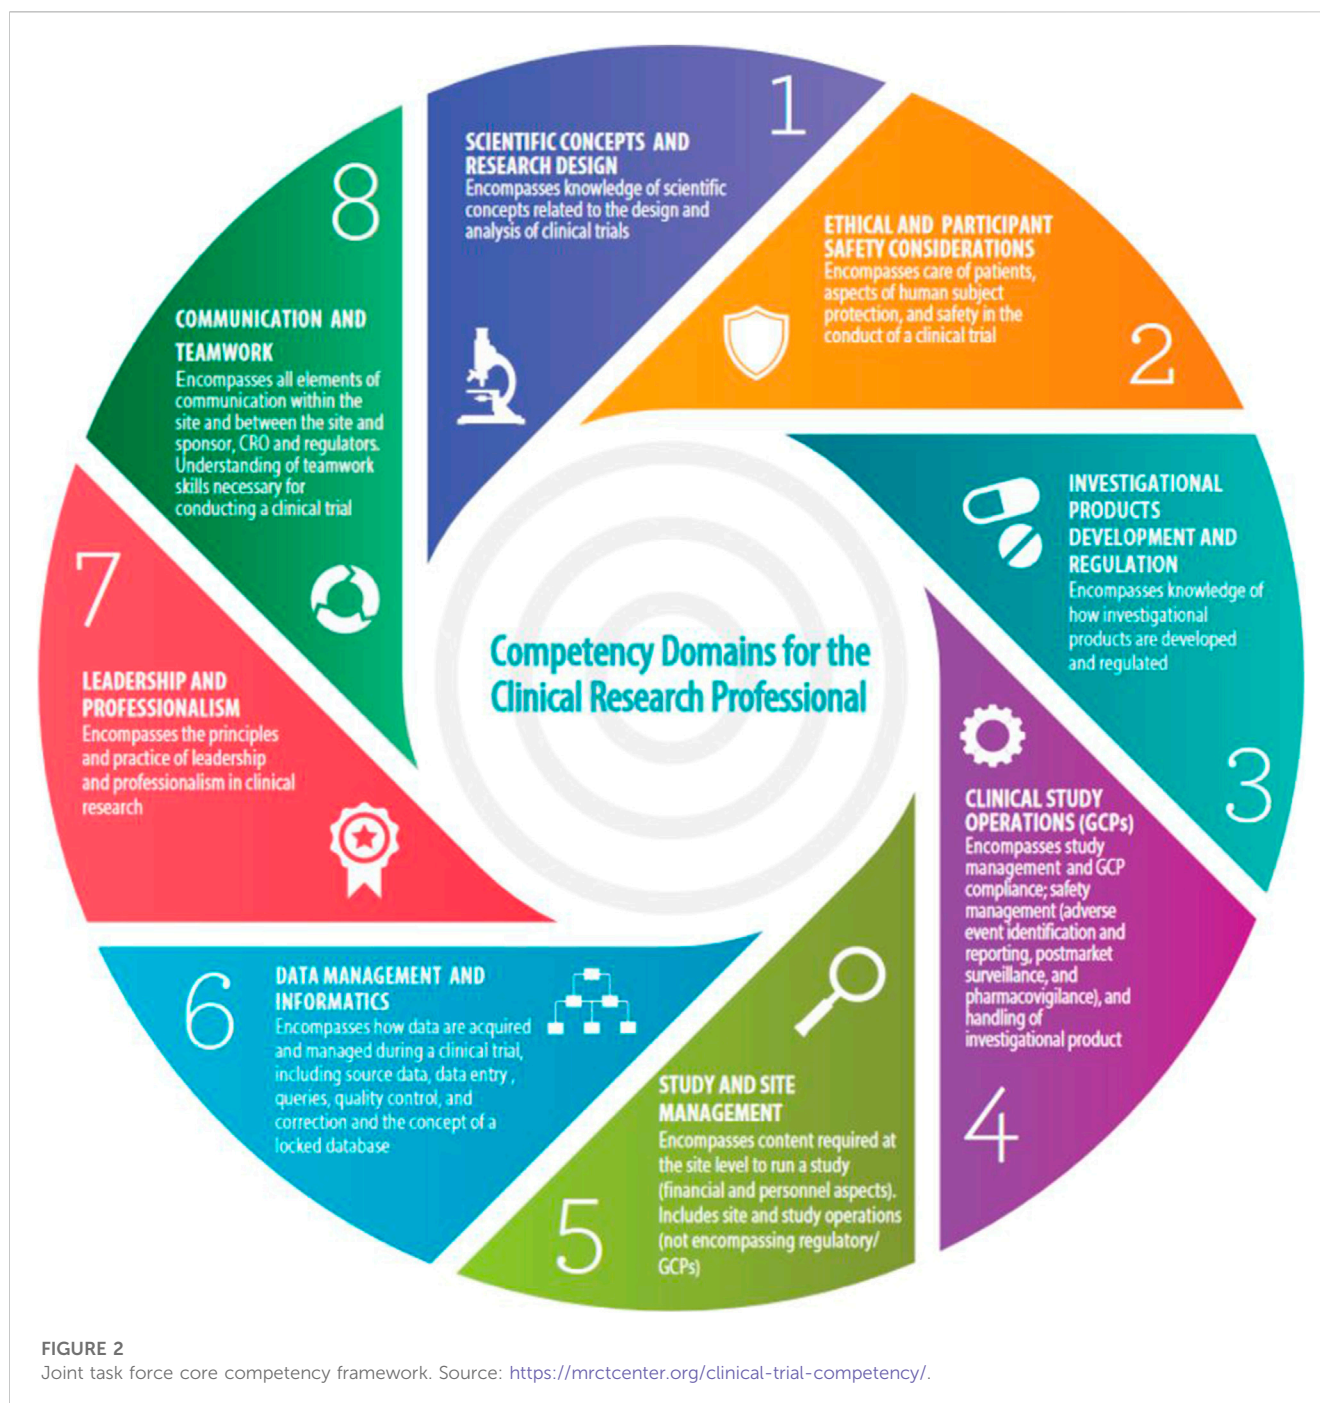 1
SCIENTIFIC CONCEPTS AND
RESEARCH DESIGN
Encompasses knowledge of scientific
concepts related to the design and
analysis of clinical trials
2
ETHICAL AND PARTICIPANT
SAFETY CONSIDERATIONS
Encompasses care of patients,
aspects of human subject
protection, and safety in the
conduct of a clinical trial
INVESTIGATIONAL
PRODUCTS
DEVELOPMENT AND
REGULATION
Encompasses knowledge of
how investigational
products are developed
and regulated
3
CLINICAL STUDY
OPERATIONS (GCPs)
Encompasses study
management and GCP
compliance; safety
management (adverse
event identification and
reporting, postmarket
surveillance, and
pharmacovigilance), and
handling of
investigational product
4
STUDY AND SITE
MANAGEMENT
Encompasses content required at
the site level to run a study
(financial and personnel aspects).
Includes site and study operations
(not encompassing regulatory/
GCPs)
5
6
DATA MANAGEMENT AND
INFORMATICS
Encompasses how data are acquired
and managed during a clinical trial,
including source data, data entry ,
queries, quality control, and
correction and the concept of a
locked database
7
LEADERSHIP AND
PROFESSIONALISM
Encompasses the principles
and practice of leadership
and professionalism in clinical
research
8
COMMUNICATION AND
TEAMWORK
Encompasses all elements of
communication within the
site and between the site and
sponsor, CRO and regulators.
Understanding of teamwork
skills necessary for
conducting a clinical trial
Competency Domains for the
Clinical Research Professional
FIGURE 2
Joint task force core competency framework. Source: https://mrctcenter.org/clinical-trial-competency/.